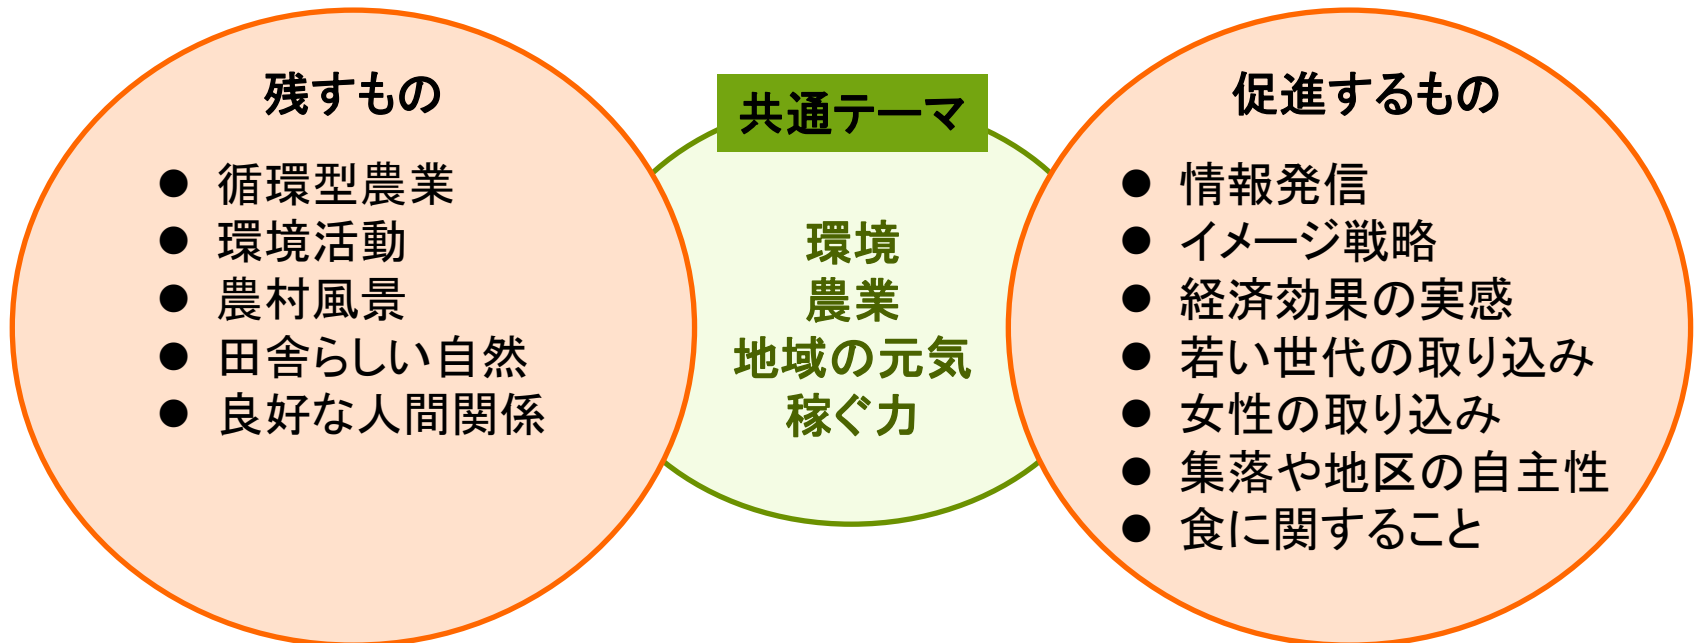 残すもの
● 循環型農業
● 環境活動
● 農村風景
● 田舎らしい自然
● 良好な人間関係
共通テーマ
環境
農業
地域の元気
稼ぐ力
促進するもの
● 情報発信
● イメージ戦略
● 経済効果の実感
● 若い世代の取り込み
● 女性の取り込み
● 集落や地区の自主性
● 食に関すること